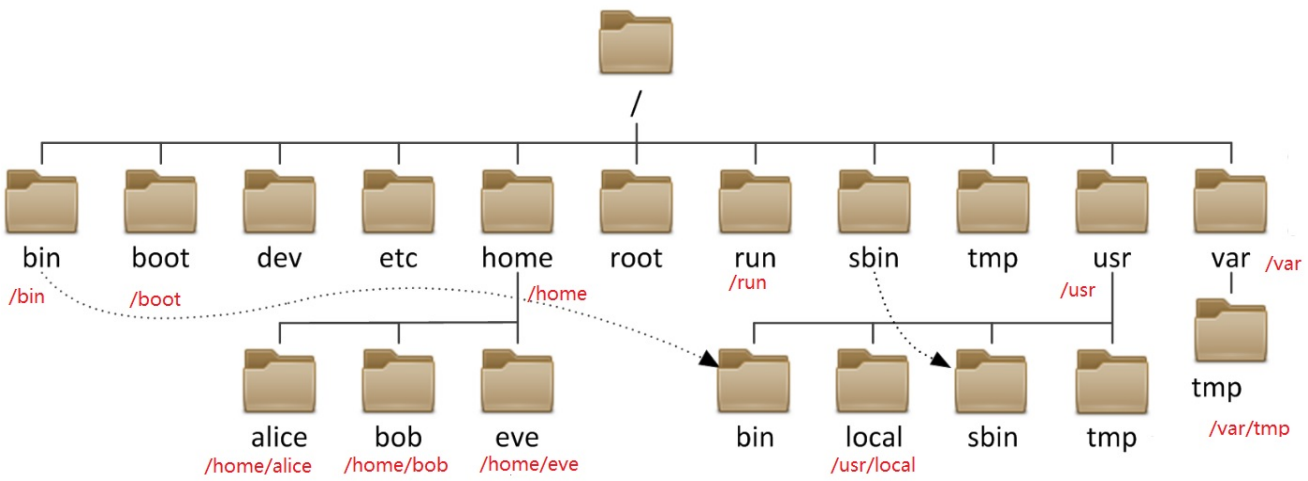 /
bin
boot
dev
etc
home
root
run
sbin
tmp
usr
var
/bin
/boot
/home
/run
/usr
/var
alice
bob
eve
bin
local
sbin
tmp
tmp
/home/alice
/home/bob
/home/eve
/usr/local
/var/tmp